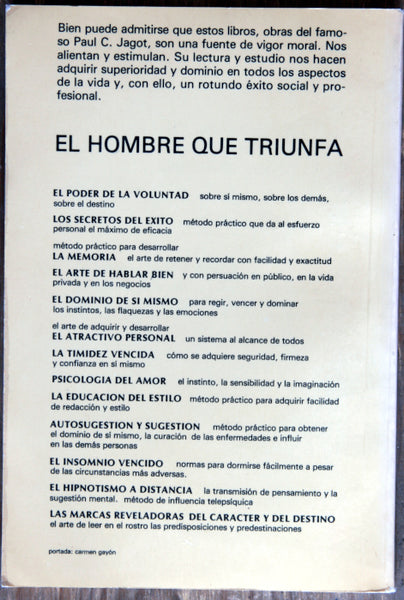 Bien puede admitirse que estos libros, obras del famo-
so Paul C. Jagot, son una fuente de vigor moral. Nos
alientan y estimulan. Su lectura y estudio nos hacen
adquirir superioridad y dominio en todos los aspectos
de la vida y, con ello, un rotundo éxito social y pro-
fesional.
EL HOMBRE QUE TRIUNFA
EL PODER DE LA VOLUNTAD sobre si mismo, sobre los demás,
sobre el destino
LOS SECRETOS DEL EXITO método práctico que da al esfuerzo
personal el máximo de eficacia
método práctico para desarrollar
LA MEMORIA el arte de retener y recordar con facilidad y exactitud
EL ARTE DE HABLAR BIEN y con persuación en público, en la vida
privada y en los negocios
EL DOMINIO DE SI MISMO para regir, vencer y dominar
los instintos, las flaquezas y las emociones
el arte de adquirir y desarrollar
EL ATRACTIVO PERSONAL un sistema al alcance de todos
LA TIMIDEZ VENCIDA cómo se adquiere seguridad, firmeza
y confianza en si mismo
PSICOLOGIA DEL AMOR el instinto, la sensibilidad y la imaginación
LA EDUCACION DEL ESTILO método práctico para adquirir facilidad
de redacción y estilo
AUTOSUGESTION Y SUGESTION método práctico para obtener
el dominio de sí mismo, la curación de las enfermedades e influir
en las demás personas
EL INSOMNIO VENCIDO normas para dormirse fácilmente a pesar
de las circunstancias más adversas.
EL HIPNOTISMO A DISTANCIA la transmisión de pensamiento y la
sugestión mental. método de influencia telepsíquica
LAS MARCAS REVELADORAS DEL CARACTER Y DEL DESTINO
el arte de leer en el rostro las predisposiciones y predestinaciones
portada: carmen gayón